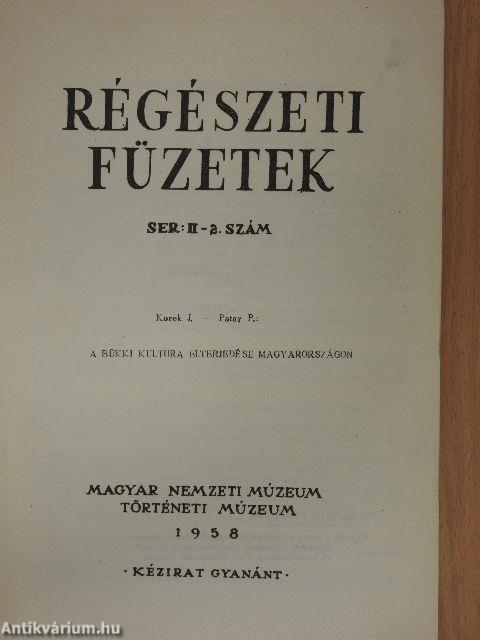 RÉGÉSZETI
FÜZETEK
SER: II - 2. SZÁM
Korek J. - Patay P.:
A BÜKKI KULTURA ELTERJEDÉSE MAGYARORSZÁGON
MAGYAR NEMZETI MÚZEUM
TÖRTÉNETI MÚZEUM
1958
· KÉZIRAT GYANÁNT ·
Antikvárium.hu